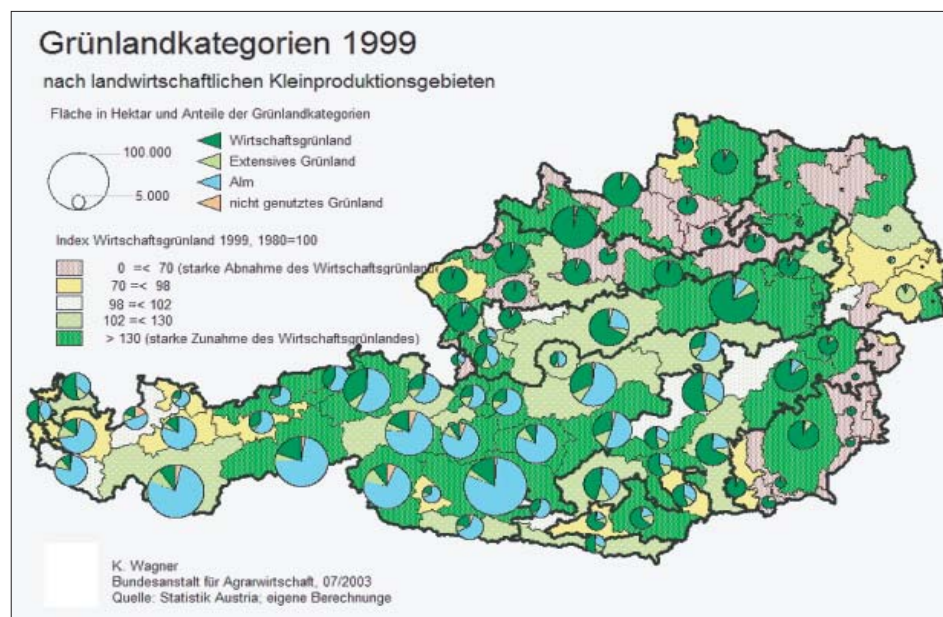 Grünlandkategorien 1999
nach landwirtschaftlichen Kleinproduktionsgebieten
Fläche in Hektar und Anteile der Grünlandkategorien
100.000
5.000
Wirtschaftsgrünland
Extensives Grünland
Alm
nicht genutztes Grünland
Index Wirtschaftsgrünland 1999, 1980=100
0 =< 70 (starke Abnahme des Wirtschaftsgrünland
70 =< 98
98 =< 102
102 =< 130
> 130 (starke Zunahme des Wirtschaftsgrünlandes)
K. Wagner
Bundesanstalt für Agrarwirtschaft, 07/2003
Quelle: Statistik Austria; eigene Berechnunge